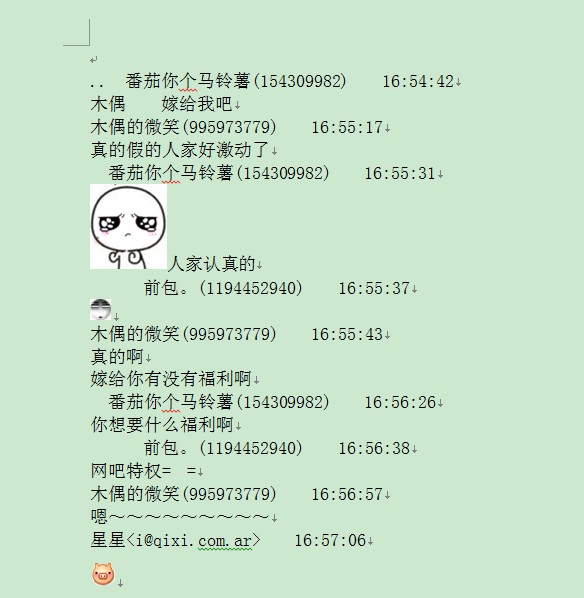 ..  番茄你个马铃薯(154309982)  16:54:42
木偶  嫁给我吧
木偶的微笑(995973779)  16:55:17
真的假的人家好激动了
番茄你个马铃薯(154309982)  16:55:31
人家认真的
前包。(1194452940)  16:55:37
木偶的微笑(995973779)  16:55:43
真的啊
嫁给你有没有福利啊
番茄你个马铃薯(154309982)  16:56:26
你想要什么福利啊
前包。(1194452940)  16:56:38
网吧特权= =
木偶的微笑(995973779)  16:56:57
嗯～～～～～～～～～
星星<i@qixi.com.ar>  16:57:06